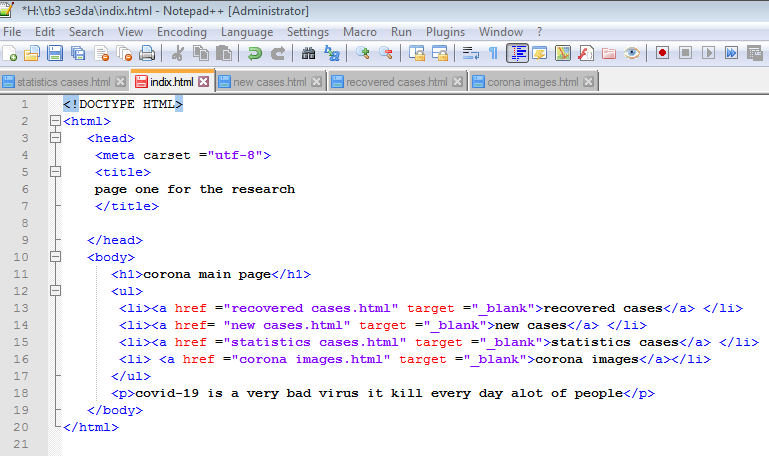 *H:\tb3 se3da\indix.html - Notepad++ [Administrator]
File Edit Search View Encoding Language Settings Macro Run Plugins Window ?
statistics cases.html indix.html new cases.html recovered cases.html corona images.html
1 <!DOCTYPE HTML>
2 <html>
3 <head>
4 <meta carset ="utf-8">
5 <title>
6 page one for the research
7 </title>
8
9 </head>
10 <body>
11 <h1>corona main page</h1>
12 <ul>
13 <li><a href ="recovered cases.html" target ="_blank">recovered cases</a> </li>
14 <li><a href= "new cases.html" target ="_blank">new cases</a> </li>
15 <li><a href ="statistics cases.html" target ="_blank">statistics cases</a> </li>
16 <li> <a href ="corona images.html" target ="_blank">corona images</a></li>
17 </ul>
18 <p>covid-19 is a very bad virus it kill every day alot of people</p>
19 </body>
20 </html>
21